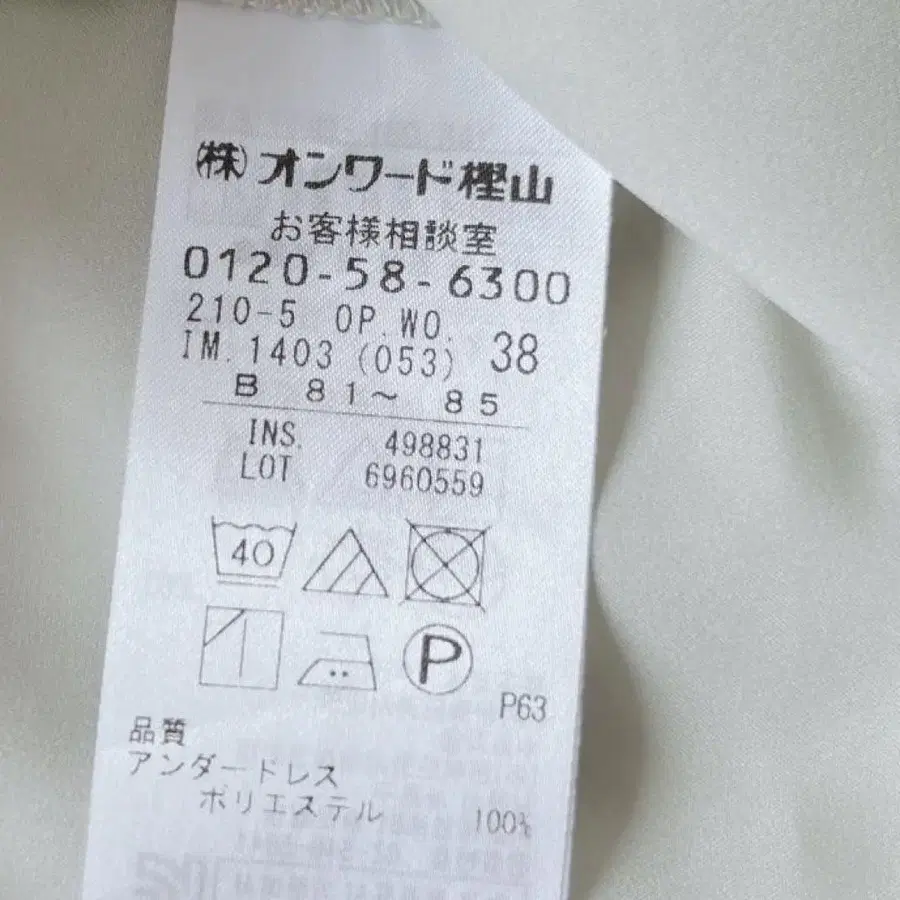 ㈱オンワード樫山
お客様相談室
0120-58-6300
210-5 OP.WO. 38
IM.1403 (053)
B 81～ 85
INS. 498831
LOT 6960559
40
P
P63
品質
アンダードレス
ポリエステル 100%